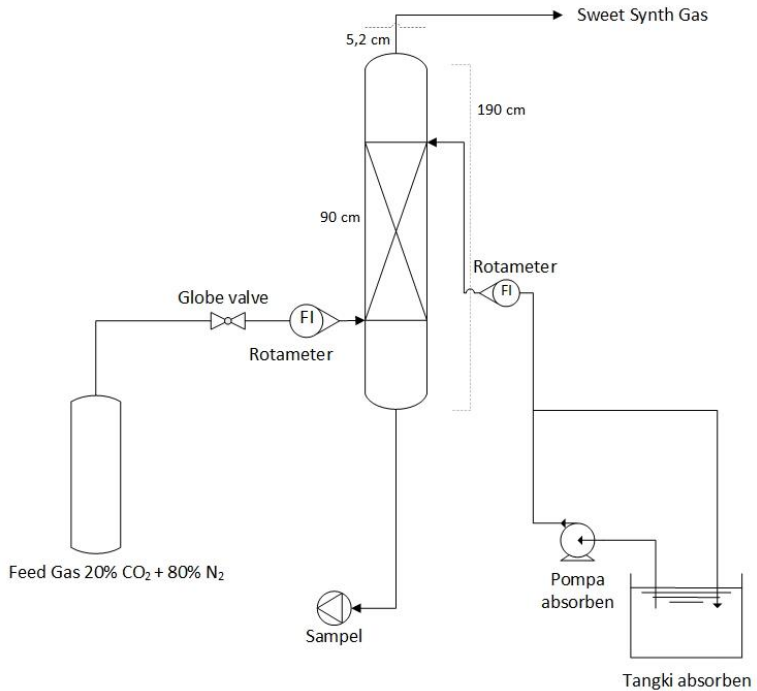 Sweet Synth Gas
5,2 cm
190 cm
90 cm
Rotameter
FI
Globe valve
FI
Rotameter
Feed Gas 20% CO₂ + 80% N₂
Pompa
absorben
Sampel
Tangki absorben